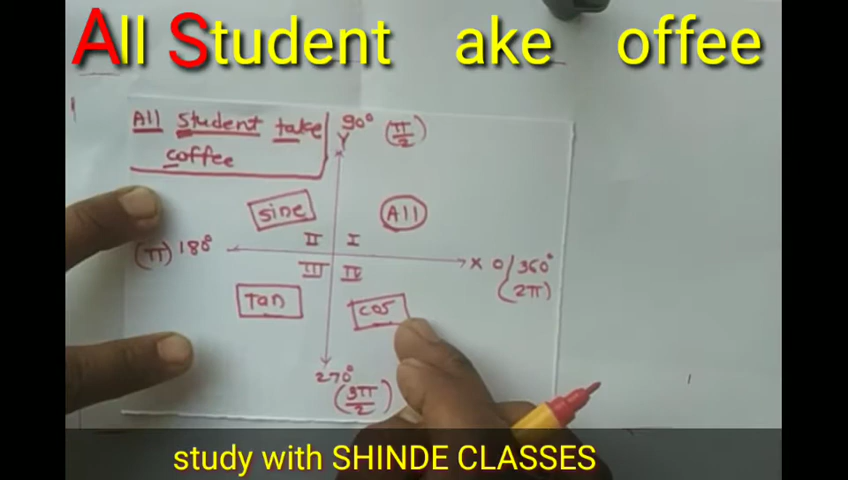 All Student ake offee
All Student take
coffee
90° (π/2)
Y
sine
All
II I
(π) 180°
X 0/360°
(2π)
III IV
Tan
cos
270°
(3π/2)
study with SHINDE CLASSES